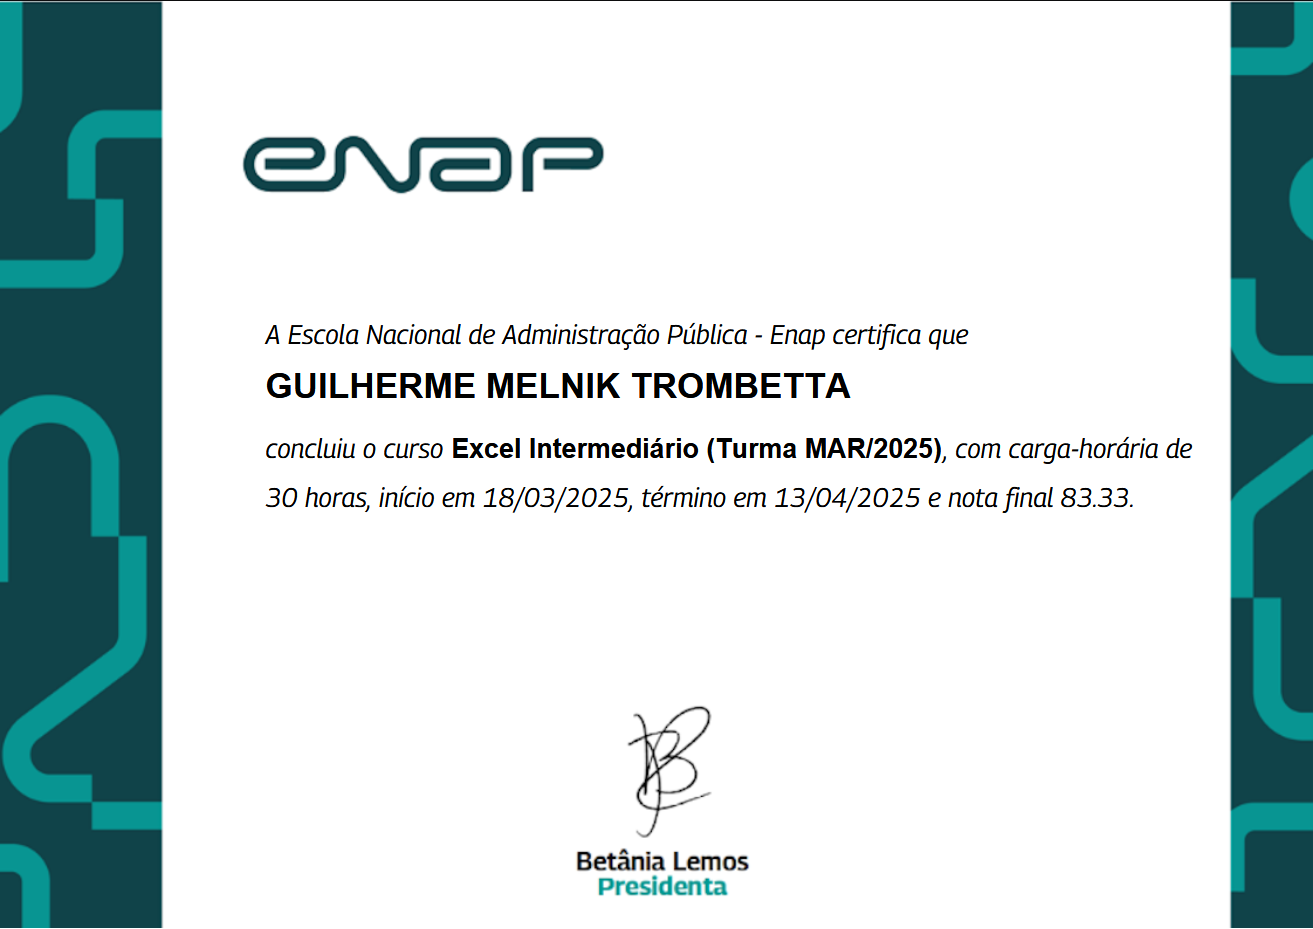 enap
A Escola Nacional de Administração Pública - Enap certifica que
GUILHERME MELNIK TROMBETTA
concluiu o curso Excel Intermediário (Turma MAR/2025), com carga-horária de
30 horas, início em 18/03/2025, término em 13/04/2025 e nota final 83.33.
Betânia Lemos
Presidenta